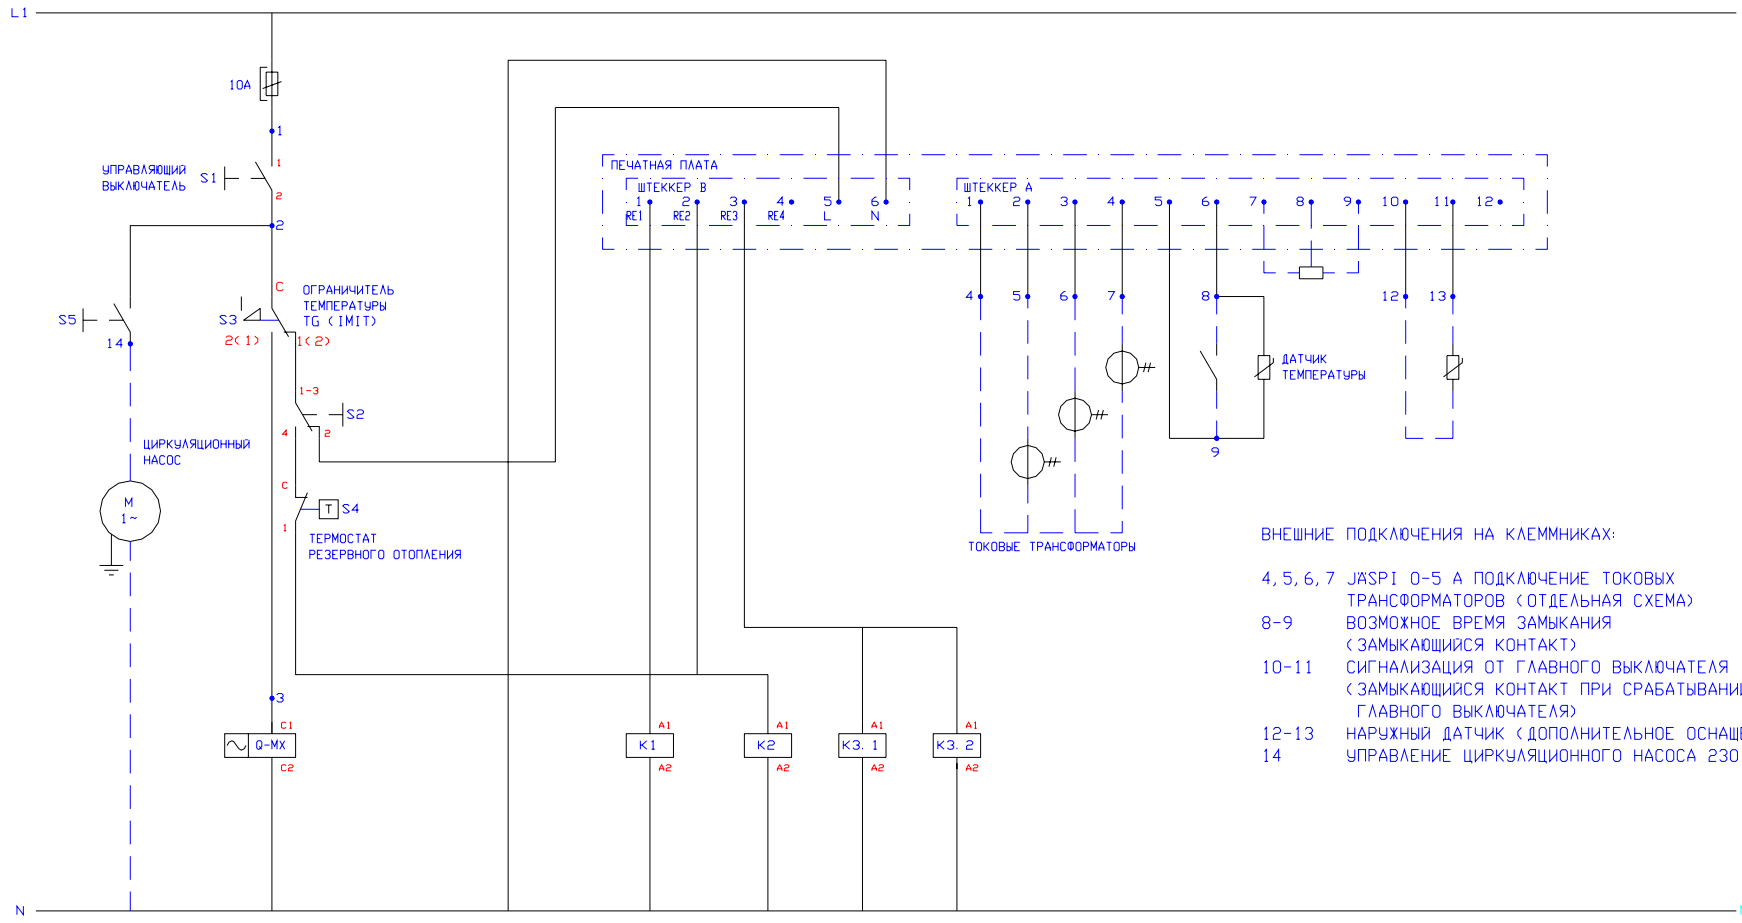 L1
10A
1
УПРАВЛЯЮЩИЙ
ВЫКЛЮЧАТЕЛЬ
S1
1
2
2
ПЕЧАТНАЯ ПЛАТА
ШТЕККЕР B
1 2 3 4 5 6
RE1 RE2 RE3 RE4 L N
ШТЕККЕР A
1 2 3 4 5 6 7 8 9 10 11 12
C
ОГРАНИЧИТЕЛЬ
ТЕМПЕРАТУРЫ
TG (IMIT)
S3
2(1) 1(2)
S5
14
4 5 6 7 8 12 13
ДАТЧИК
ТЕМПЕРАТУРЫ
1-3
S2
4 2
9
ЦИРКУЛЯЦИОННЫЙ
НАСОС
M
1~
C
T S4
1
ТЕРМОСТАТ
РЕЗЕРВНОГО ОТОПЛЕНИЯ
ТОКОВЫЕ ТРАНСФОРМАТОРЫ
ВНЕШНИЕ ПОДКЛЮЧЕНИЯ НА КЛЕММНИКАХ:
4,5,6,7 JÄSPI 0-5 А ПОДКЛЮЧЕНИЕ ТОКОВЫХ
ТРАНСФОРМАТОРОВ (ОТДЕЛЬНАЯ СХЕМА)
8-9 ВОЗМОЖНОЕ ВРЕМЯ ЗАМЫКАНИЯ
(ЗАМЫКАЮЩИЙСЯ КОНТАКТ)
10-11 СИГНАЛИЗАЦИЯ ОТ ГЛАВНОГО ВЫКЛЮЧАТЕЛЯ
(ЗАМЫКАЮЩИЙСЯ КОНТАКТ ПРИ СРАБАТЫВАНИ
ГЛАВНОГО ВЫКЛЮЧАТЕЛЯ)
12-13 НАРУЖНЫЙ ДАТЧИК (ДОПОЛНИТЕЛЬНОЕ ОСНАЩЕ
14 УПРАВЛЕНИЕ ЦИРКУЛЯЦИОННОГО НАСОСА 230
3
C1
Q-MX
C2
A1 A1 A1 A1
K1 K2 K3.1 K3.2
A2 A2 A2 A2
N